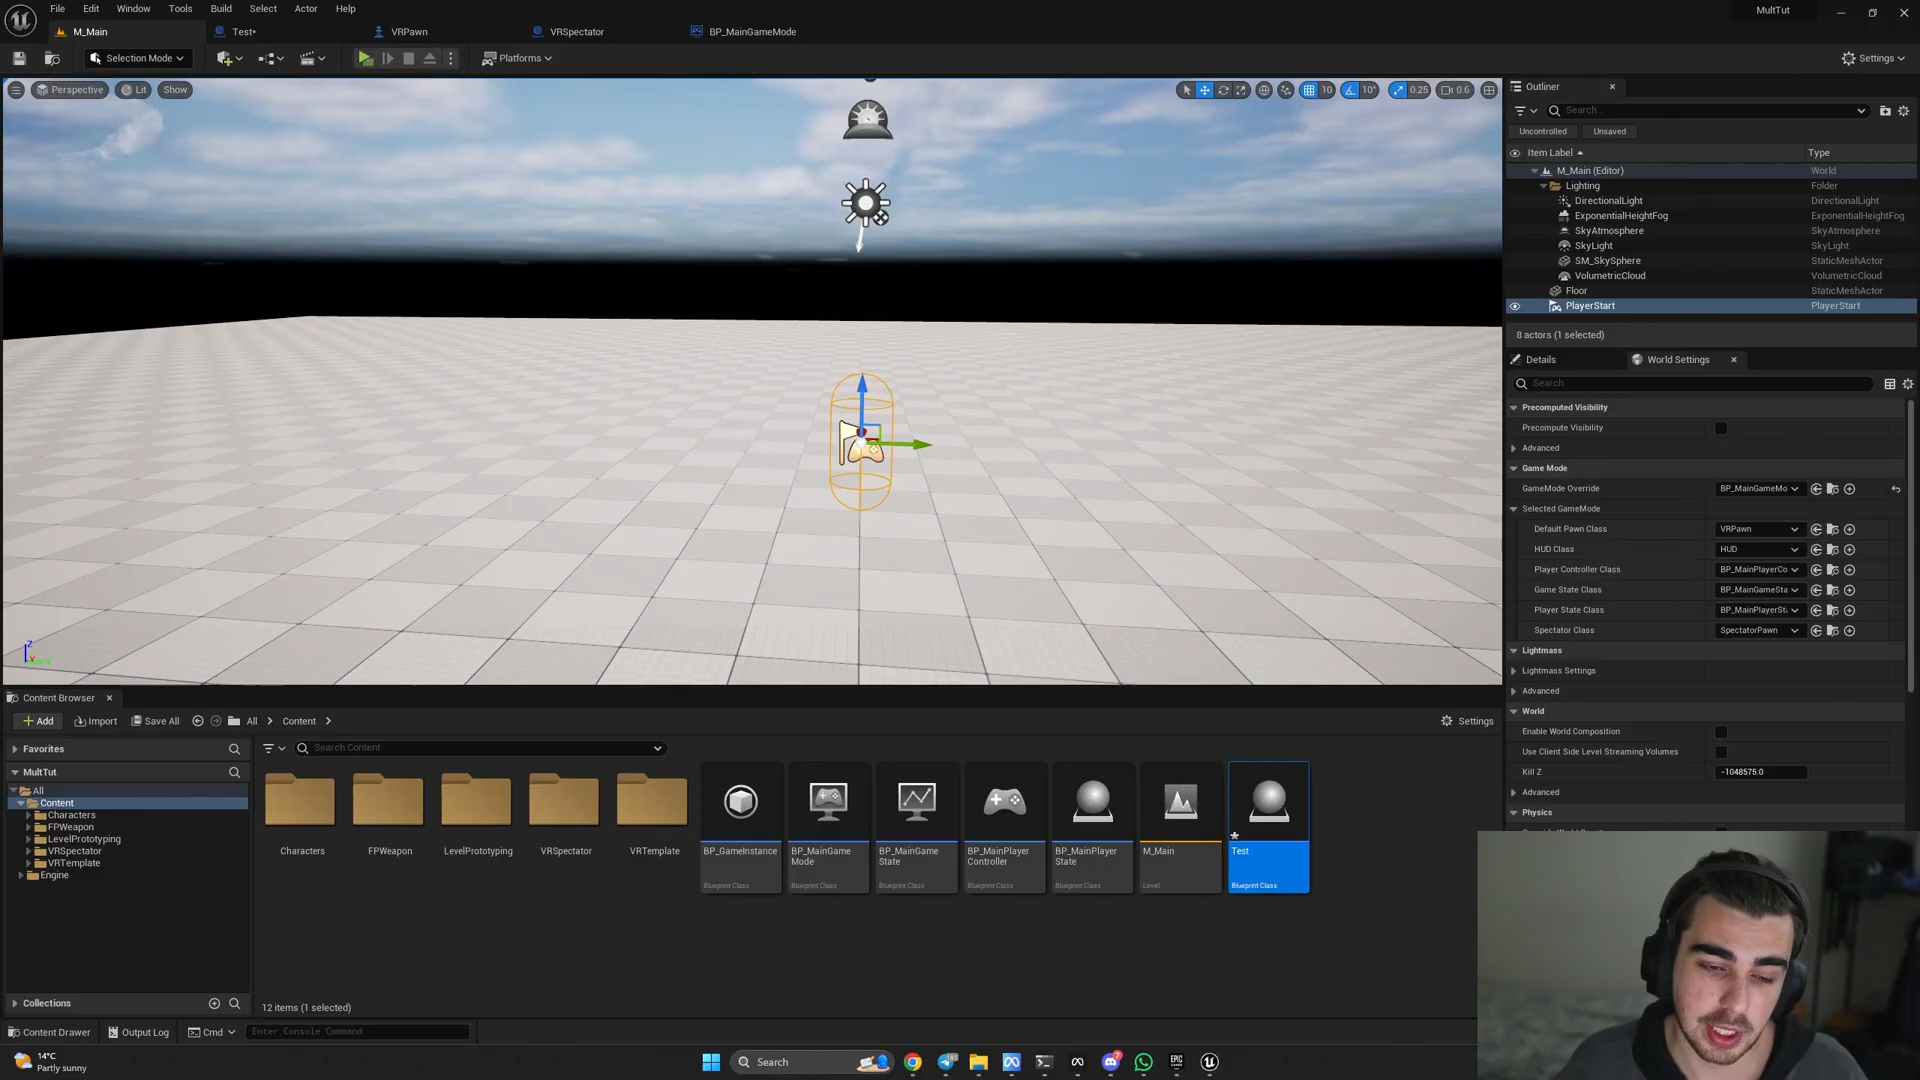 File Edit Window Tools Build Select Actor Help
MultTut
M_Main
Test*
VRPawn
VRSpectator
BP_MainGameMode
Selection Mode
Platforms
Settings
Perspective
Lit
Show
10
10°
0.25
0.6
Z
Outliner
Search...
Uncontrolled
Unsaved
Item Label
Type
M_Main (Editor) World
Lighting Folder
DirectionalLight DirectionalLight
ExponentialHeightFog ExponentialHeightFog
SkyAtmosphere SkyAtmosphere
SkyLight SkyLight
SM_SkySphere StaticMeshActor
VolumetricCloud VolumetricCloud
Floor StaticMeshActor
PlayerStart PlayerStart
8 actors (1 selected)
Details
World Settings
Search
Precomputed Visibility
Precompute Visibility
Advanced
Game Mode
GameMode Override BP_MainGameMo
Selected GameMode
Default Pawn Class VRPawn
HUD Class HUD
Player Controller Class BP_MainPlayerCo
Game State Class BP_MainGameSta
Player State Class BP_MainPlayerSta
Spectator Class SpectatorPawn
Lightmass
Lightmass Settings
Advanced
World
Enable World Composition
Use Client Side Level Streaming Volumes
Kill Z -1048575.0
Advanced
Physics
Content Browser
Add
Import
Save All
All
Content
Settings
Favorites
MultTut
All
Content
Characters
FPWeapon
LevelPrototyping
VRSpectator
VRTemplate
Engine
Collections
Search Content
Characters
FPWeapon
LevelPrototyping
VRSpectator
VRTemplate
BP_GameInstance
Blueprint Class
BP_MainGame
Mode
Blueprint Class
BP_MainGame
State
Blueprint Class
BP_MainPlayer
Controller
Blueprint Class
BP_MainPlayer
State
Blueprint Class
M_Main
Level
Test
Blueprint Class
12 items (1 selected)
Content Drawer
Output Log
Cmd
Enter Console Command
14°C
Partly sunny
Search
EPIC